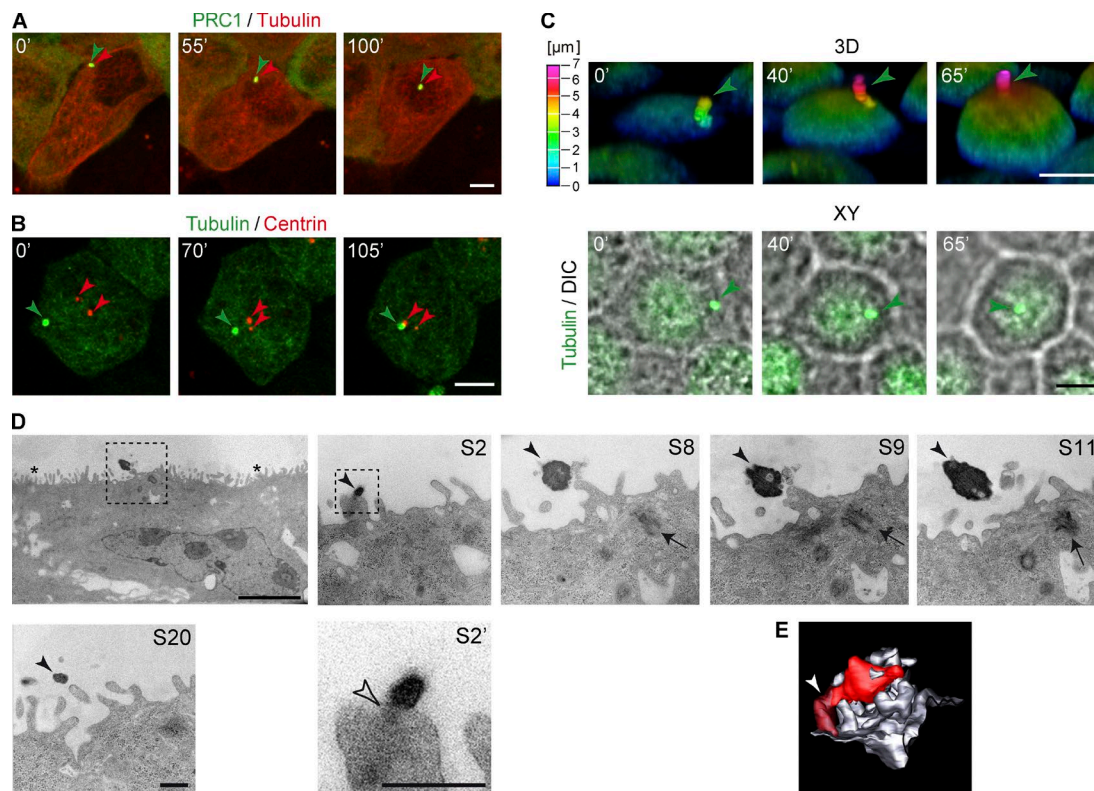 A
PRC1 / Tubulin
0’
55’
100’
B
Tubulin / Centrin
0’
70’
105’
C
[µm]
3D
7
6
5
4
3
2
1
0
0’
40’
65’
XY
Tubulin / DIC
0’
40’
65’
D
*
*
S2
S8
S9
S11
S20
S2’
E